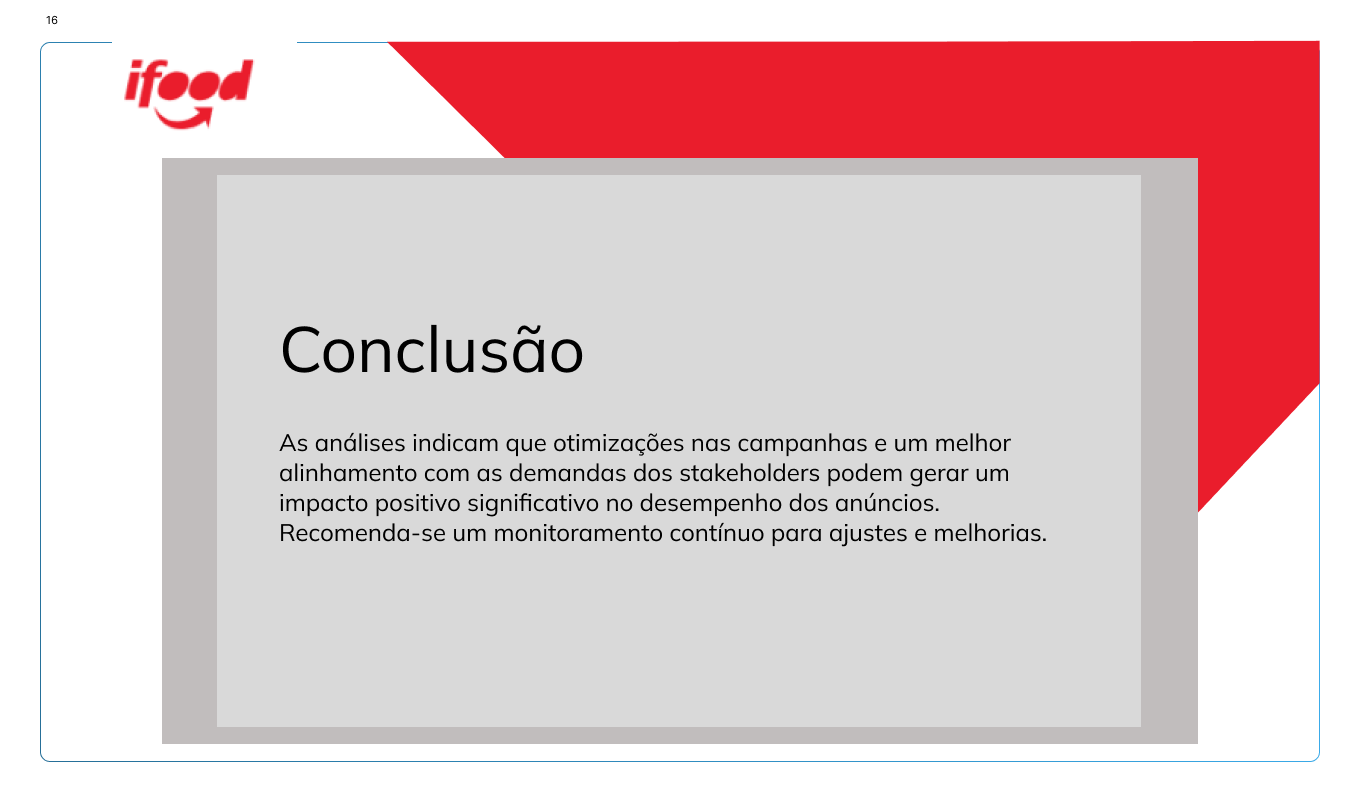 16
ifood
Conclusão
As análises indicam que otimizações nas campanhas e um melhor
alinhamento com as demandas dos stakeholders podem gerar um
impacto positivo significativo no desempenho dos anúncios.
Recomenda-se um monitoramento contínuo para ajustes e melhorias.